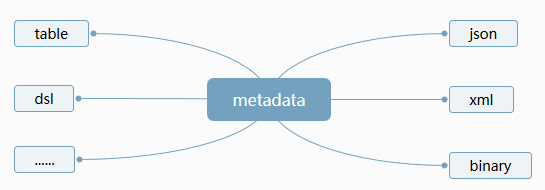 table
json
dsl
metadata
xml
......
binary